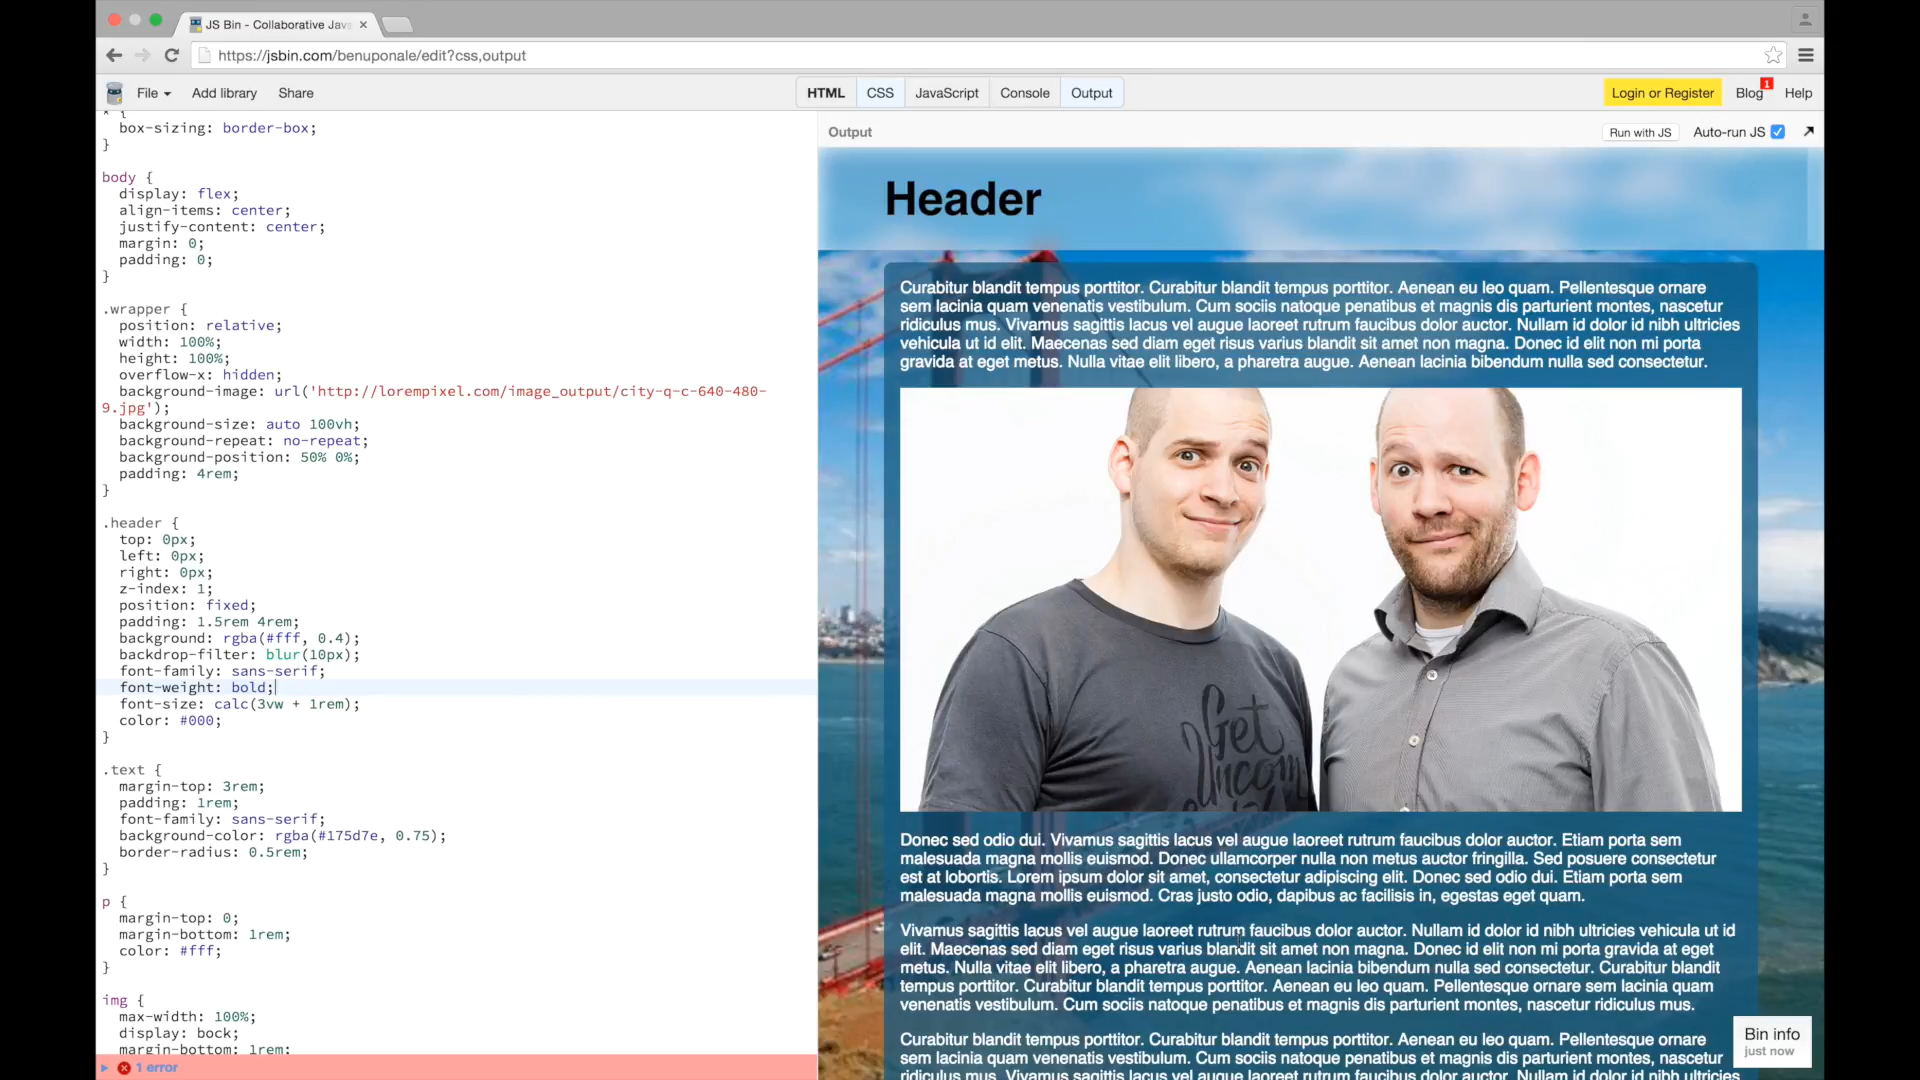 JS Bin - Collaborative Java
https://jsbin.com/benuponale/edit?css,output
File
Add library
Share
HTML
CSS
JavaScript
Console
Output
Login or Register
Blog
1
Help
* {
box-sizing: border-box;
}
body {
display: flex;
align-items: center;
justify-content: center;
margin: 0;
padding: 0;
}
.wrapper {
position: relative;
width: 100%;
height: 100%;
overflow-x: hidden;
background-image: url('http://lorempixel.com/image_output/city-q-c-640-480-
9.jpg');
background-size: auto 100vh;
background-repeat: no-repeat;
background-position: 50% 0%;
padding: 4rem;
}
.header {
top: 0px;
left: 0px;
right: 0px;
z-index: 1;
position: fixed;
padding: 1.5rem 4rem;
background: rgba(#fff, 0.4);
backdrop-filter: blur(10px);
font-family: sans-serif;
font-weight: bold;
font-size: calc(3vw + 1rem);
color: #000;
}
.text {
margin-top: 3rem;
padding: 1rem;
font-family: sans-serif;
background-color: rgba(#175d7e, 0.75);
border-radius: 0.5rem;
}
p {
margin-top: 0;
margin-bottom: 1rem;
color: #fff;
}
img {
max-width: 100%;
display: bock;
margin-bottom: 1rem;
1 error
Output
Run with JS
Auto-run JS
Header
Curabitur blandit tempus porttitor. Curabitur blandit tempus porttitor. Aenean eu leo quam. Pellentesque ornare
sem lacinia quam venenatis vestibulum. Cum sociis natoque penatibus et magnis dis parturient montes, nascetur
ridiculus mus. Vivamus sagittis lacus vel augue laoreet rutrum faucibus dolor auctor. Nullam id dolor id nibh ultricies
vehicula ut id elit. Maecenas sed diam eget risus varius blandit sit amet non magna. Donec id elit non mi porta
gravida at eget metus. Nulla vitae elit libero, a pharetra augue. Aenean lacinia bibendum nulla sed consectetur.
Get
Uncom
Donec sed odio dui. Vivamus sagittis lacus vel augue laoreet rutrum faucibus dolor auctor. Etiam porta sem
malesuada magna mollis euismod. Donec ullamcorper nulla non metus auctor fringilla. Sed posuere consectetur
est at lobortis. Lorem ipsum dolor sit amet, consectetur adipiscing elit. Donec sed odio dui. Etiam porta sem
malesuada magna mollis euismod. Cras justo odio, dapibus ac facilisis in, egestas eget quam.
Vivamus sagittis lacus vel augue laoreet rutrum faucibus dolor auctor. Nullam id dolor id nibh ultricies vehicula ut id
elit. Maecenas sed diam eget risus varius blandit sit amet non magna. Donec id elit non mi porta gravida at eget
metus. Nulla vitae elit libero, a pharetra augue. Aenean lacinia bibendum nulla sed consectetur. Curabitur blandit
tempus porttitor. Curabitur blandit tempus porttitor. Aenean eu leo quam. Pellentesque ornare sem lacinia quam
venenatis vestibulum. Cum sociis natoque penatibus et magnis dis parturient montes, nascetur ridiculus mus.
Curabitur blandit tempus porttitor. Curabitur blandit tempus porttitor. Aenean eu leo quam. Pellentesque ornare
sem lacinia quam venenatis vestibulum. Cum sociis natoque penatibus et magnis dis parturient montes, nascetur
ridiculus mus. Vivamus sagittis lacus vel augue laoreet rutrum faucibus dolor auctor. Nullam id dolor id nibh ultricies
Bin info
just now